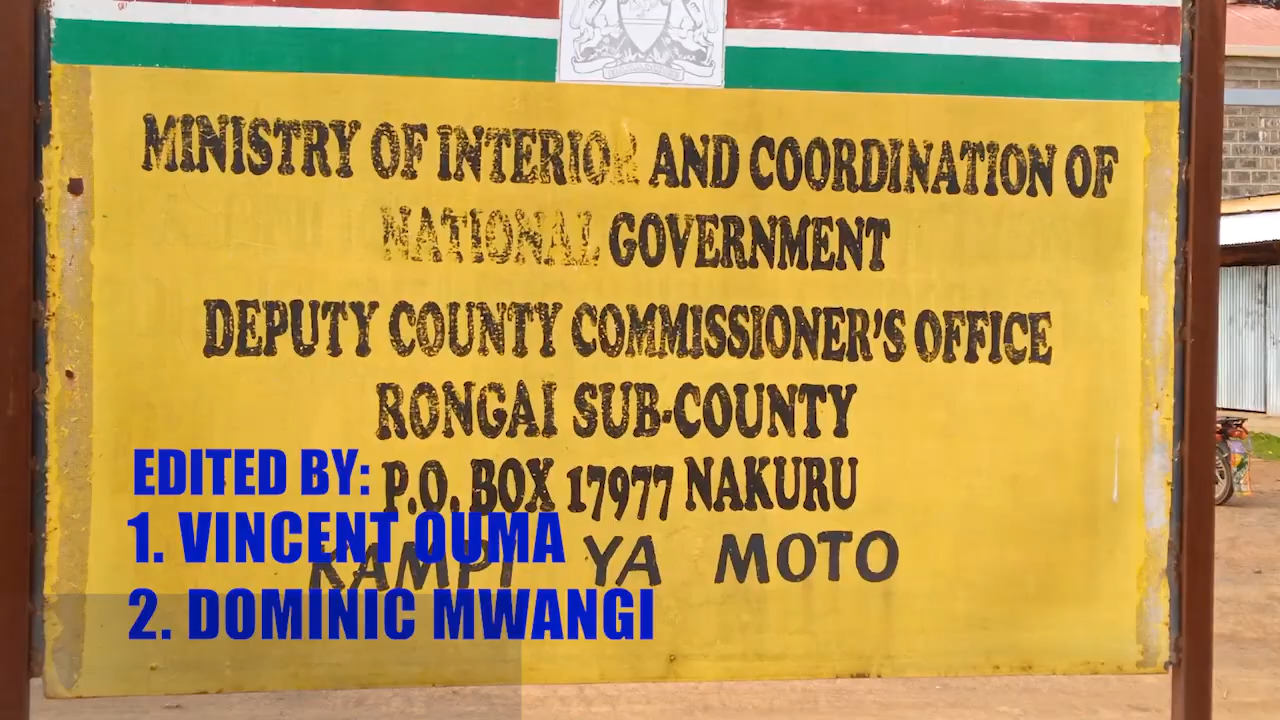 MINISTRY OF INTERIOR AND COORDINATION OF
NATIONAL GOVERNMENT
DEPUTY COUNTY COMMISSIONER'S OFFICE
RONGAI SUB-COUNTY
P.O. BOX 17977 NAKURU
KAMPI YA MOTO
EDITED BY:
1. VINCENT OUMA
2. DOMINIC MWANGI